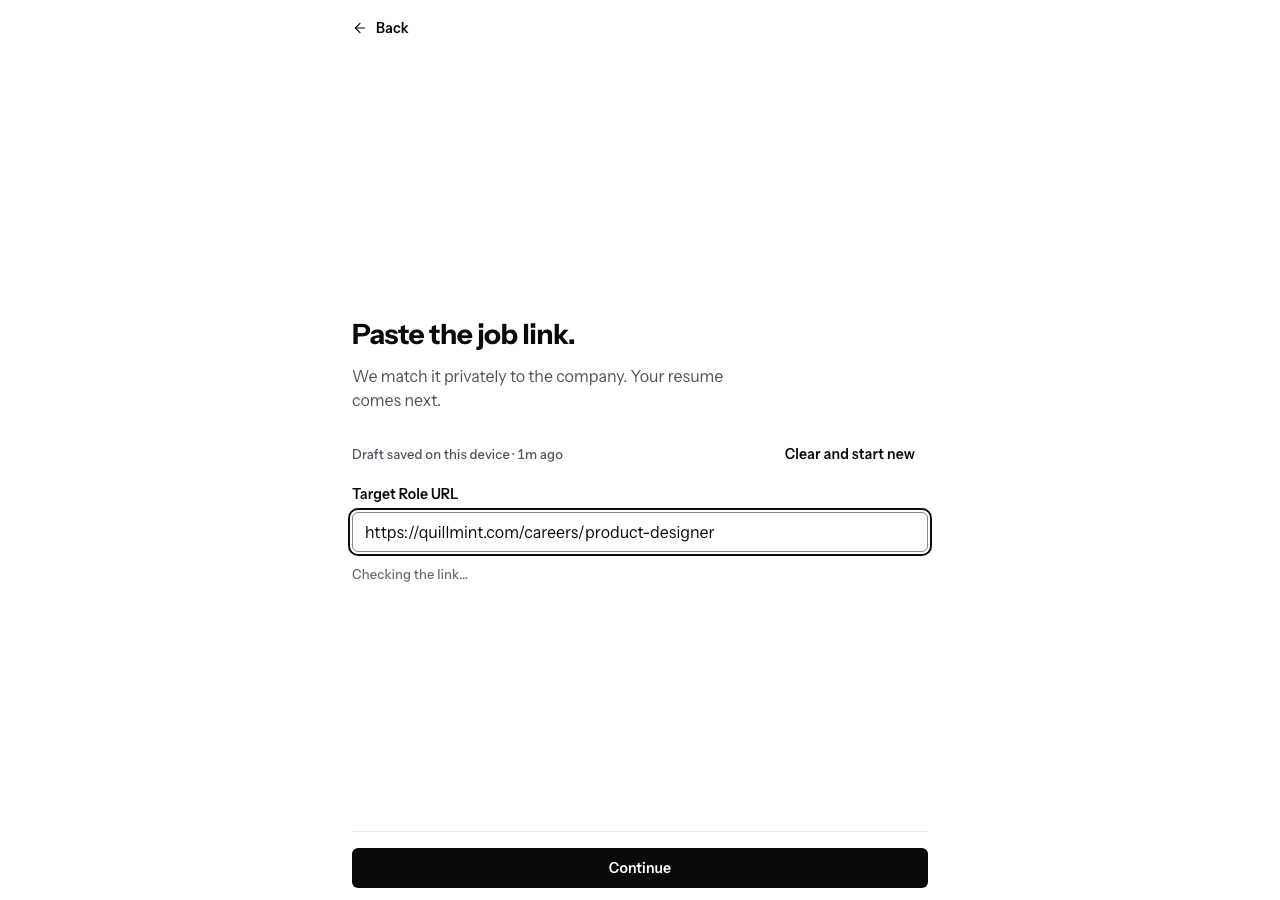 Back
Paste the job link.
We match it privately to the company. Your resume
comes next.
Draft saved on this device · 1m ago
Clear and start new
Target Role URL
https://quillmint.com/careers/product-designer
Checking the link…
Continue